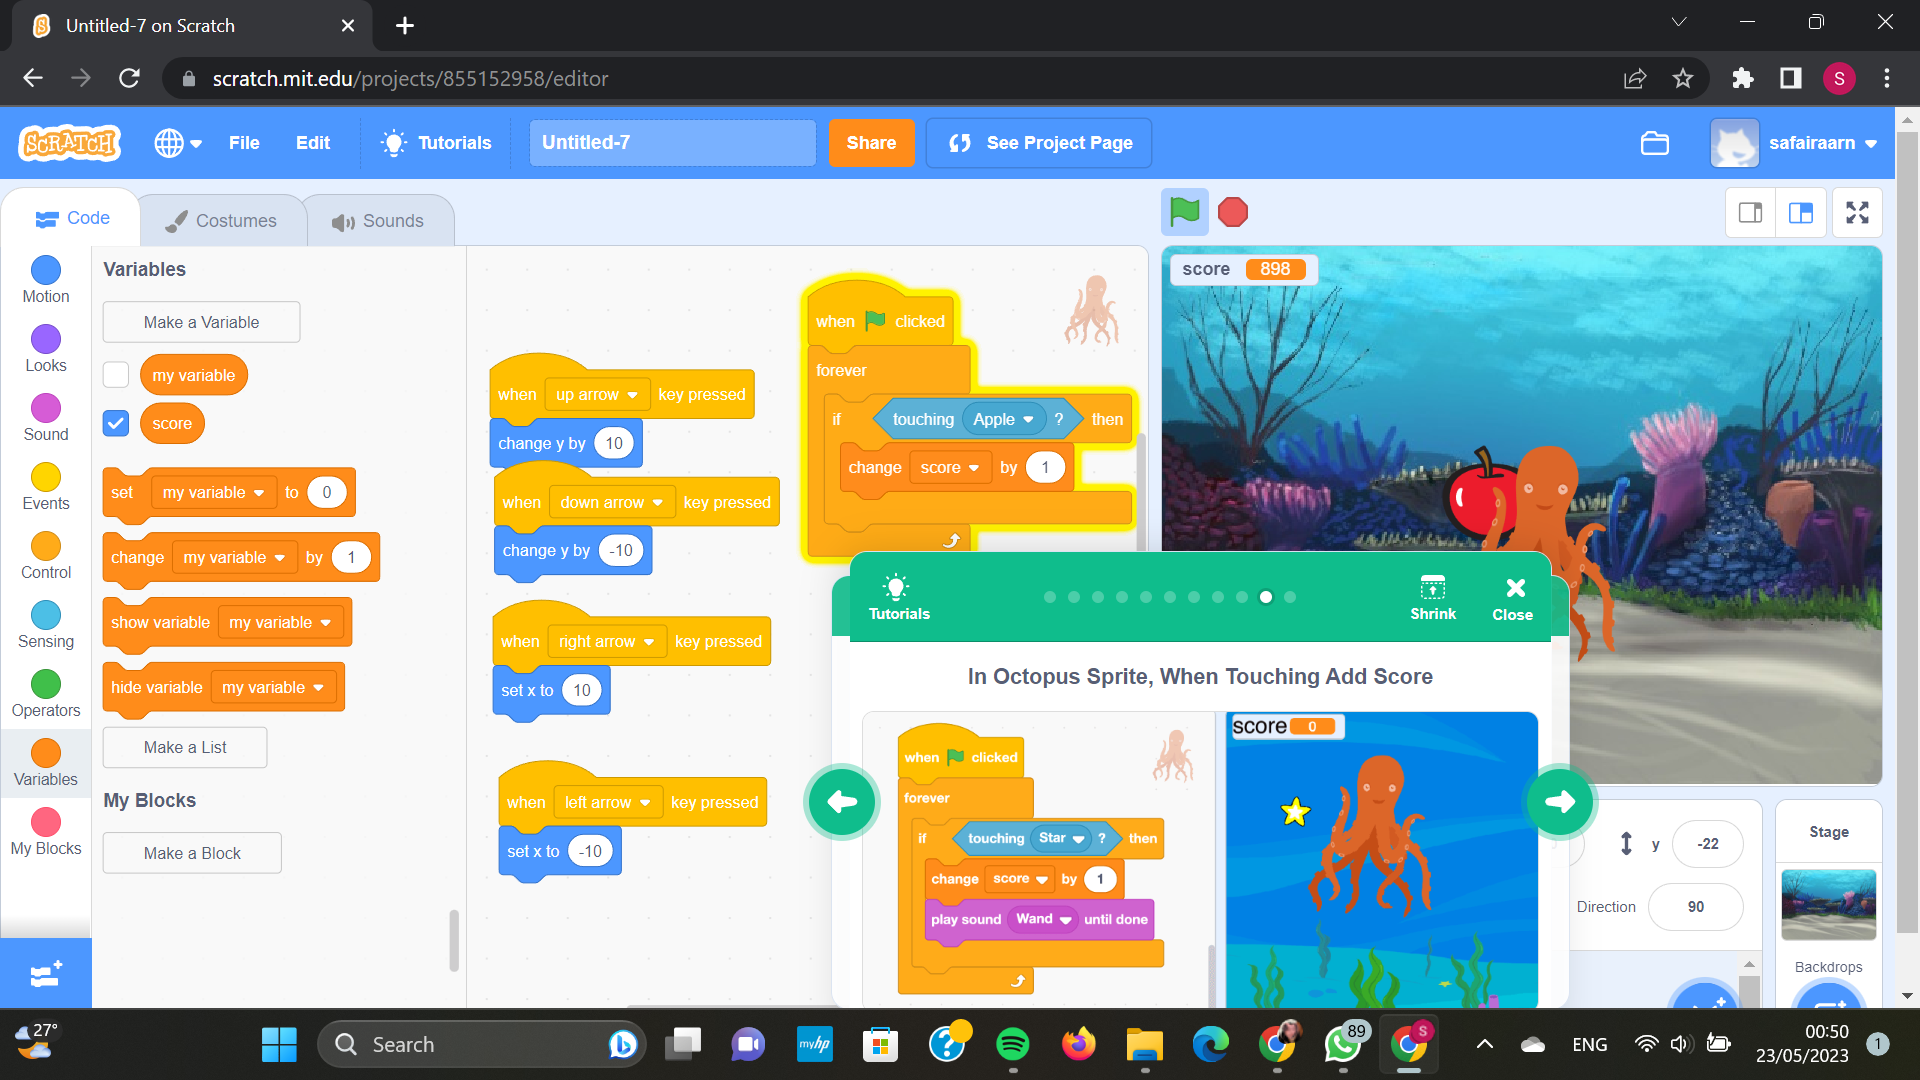 Untitled-7 on Scratch
scratch.mit.edu/projects/855152958/editor
S
SCRATCH
File
Edit
Tutorials
Untitled-7
Share
See Project Page
safairaarn
Code
Costumes
Sounds
Motion
Looks
Sound
Events
Control
Sensing
Operators
Variables
My Blocks
Variables
Make a Variable
my variable
score
set my variable to 0
change my variable by 1
show variable my variable
hide variable my variable
Make a List
My Blocks
Make a Block
when up arrow key pressed
change y by 10
when down arrow key pressed
change y by -10
when right arrow key pressed
set x to 10
when left arrow key pressed
set x to -10
when clicked
forever
if touching Apple ? then
change score by 1
score 898
Tutorials
Shrink
Close
In Octopus Sprite, When Touching Add Score
when clicked
forever
if touching Star ? then
change score by 1
play sound Wand until done
score 0
y -22
Direction 90
Stage
Backdrops
27°
Search
myhp
89
S
ENG
00:50
23/05/2023
1